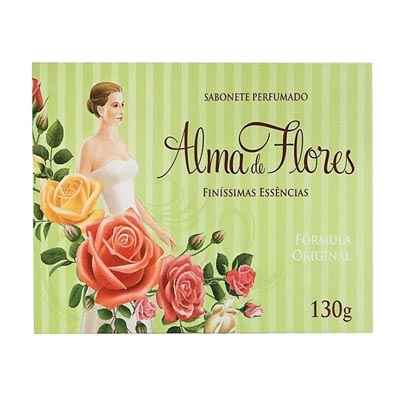 SABONETE PERFUMADO
Alma de Flores
FINÍSSIMAS ESSÊNCIAS
FÓRMULA
ORIGINAL
130g